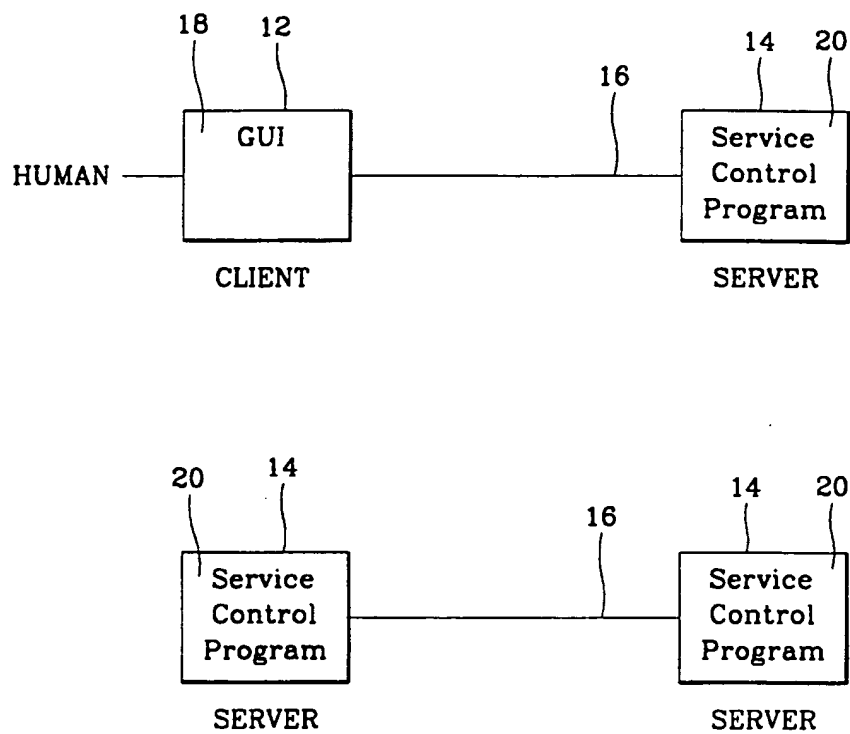 18 12 14 20
16
GUI Service
HUMAN Control
Program
CLIENT SERVER
20 14 14 20
16
Service Service
Control Control
Program Program
SERVER SERVER